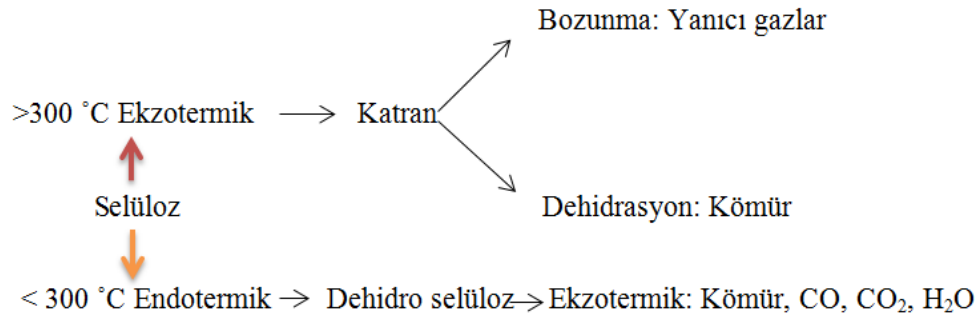 Bozunma: Yanıcı gazlar
>300 ˚C Ekzotermik → Katran
Selüloz
Dehidrasyon: Kömür
< 300 ˚C Endotermik → Dehidro selüloz → Ekzotermik: Kömür, CO, CO₂, H₂O